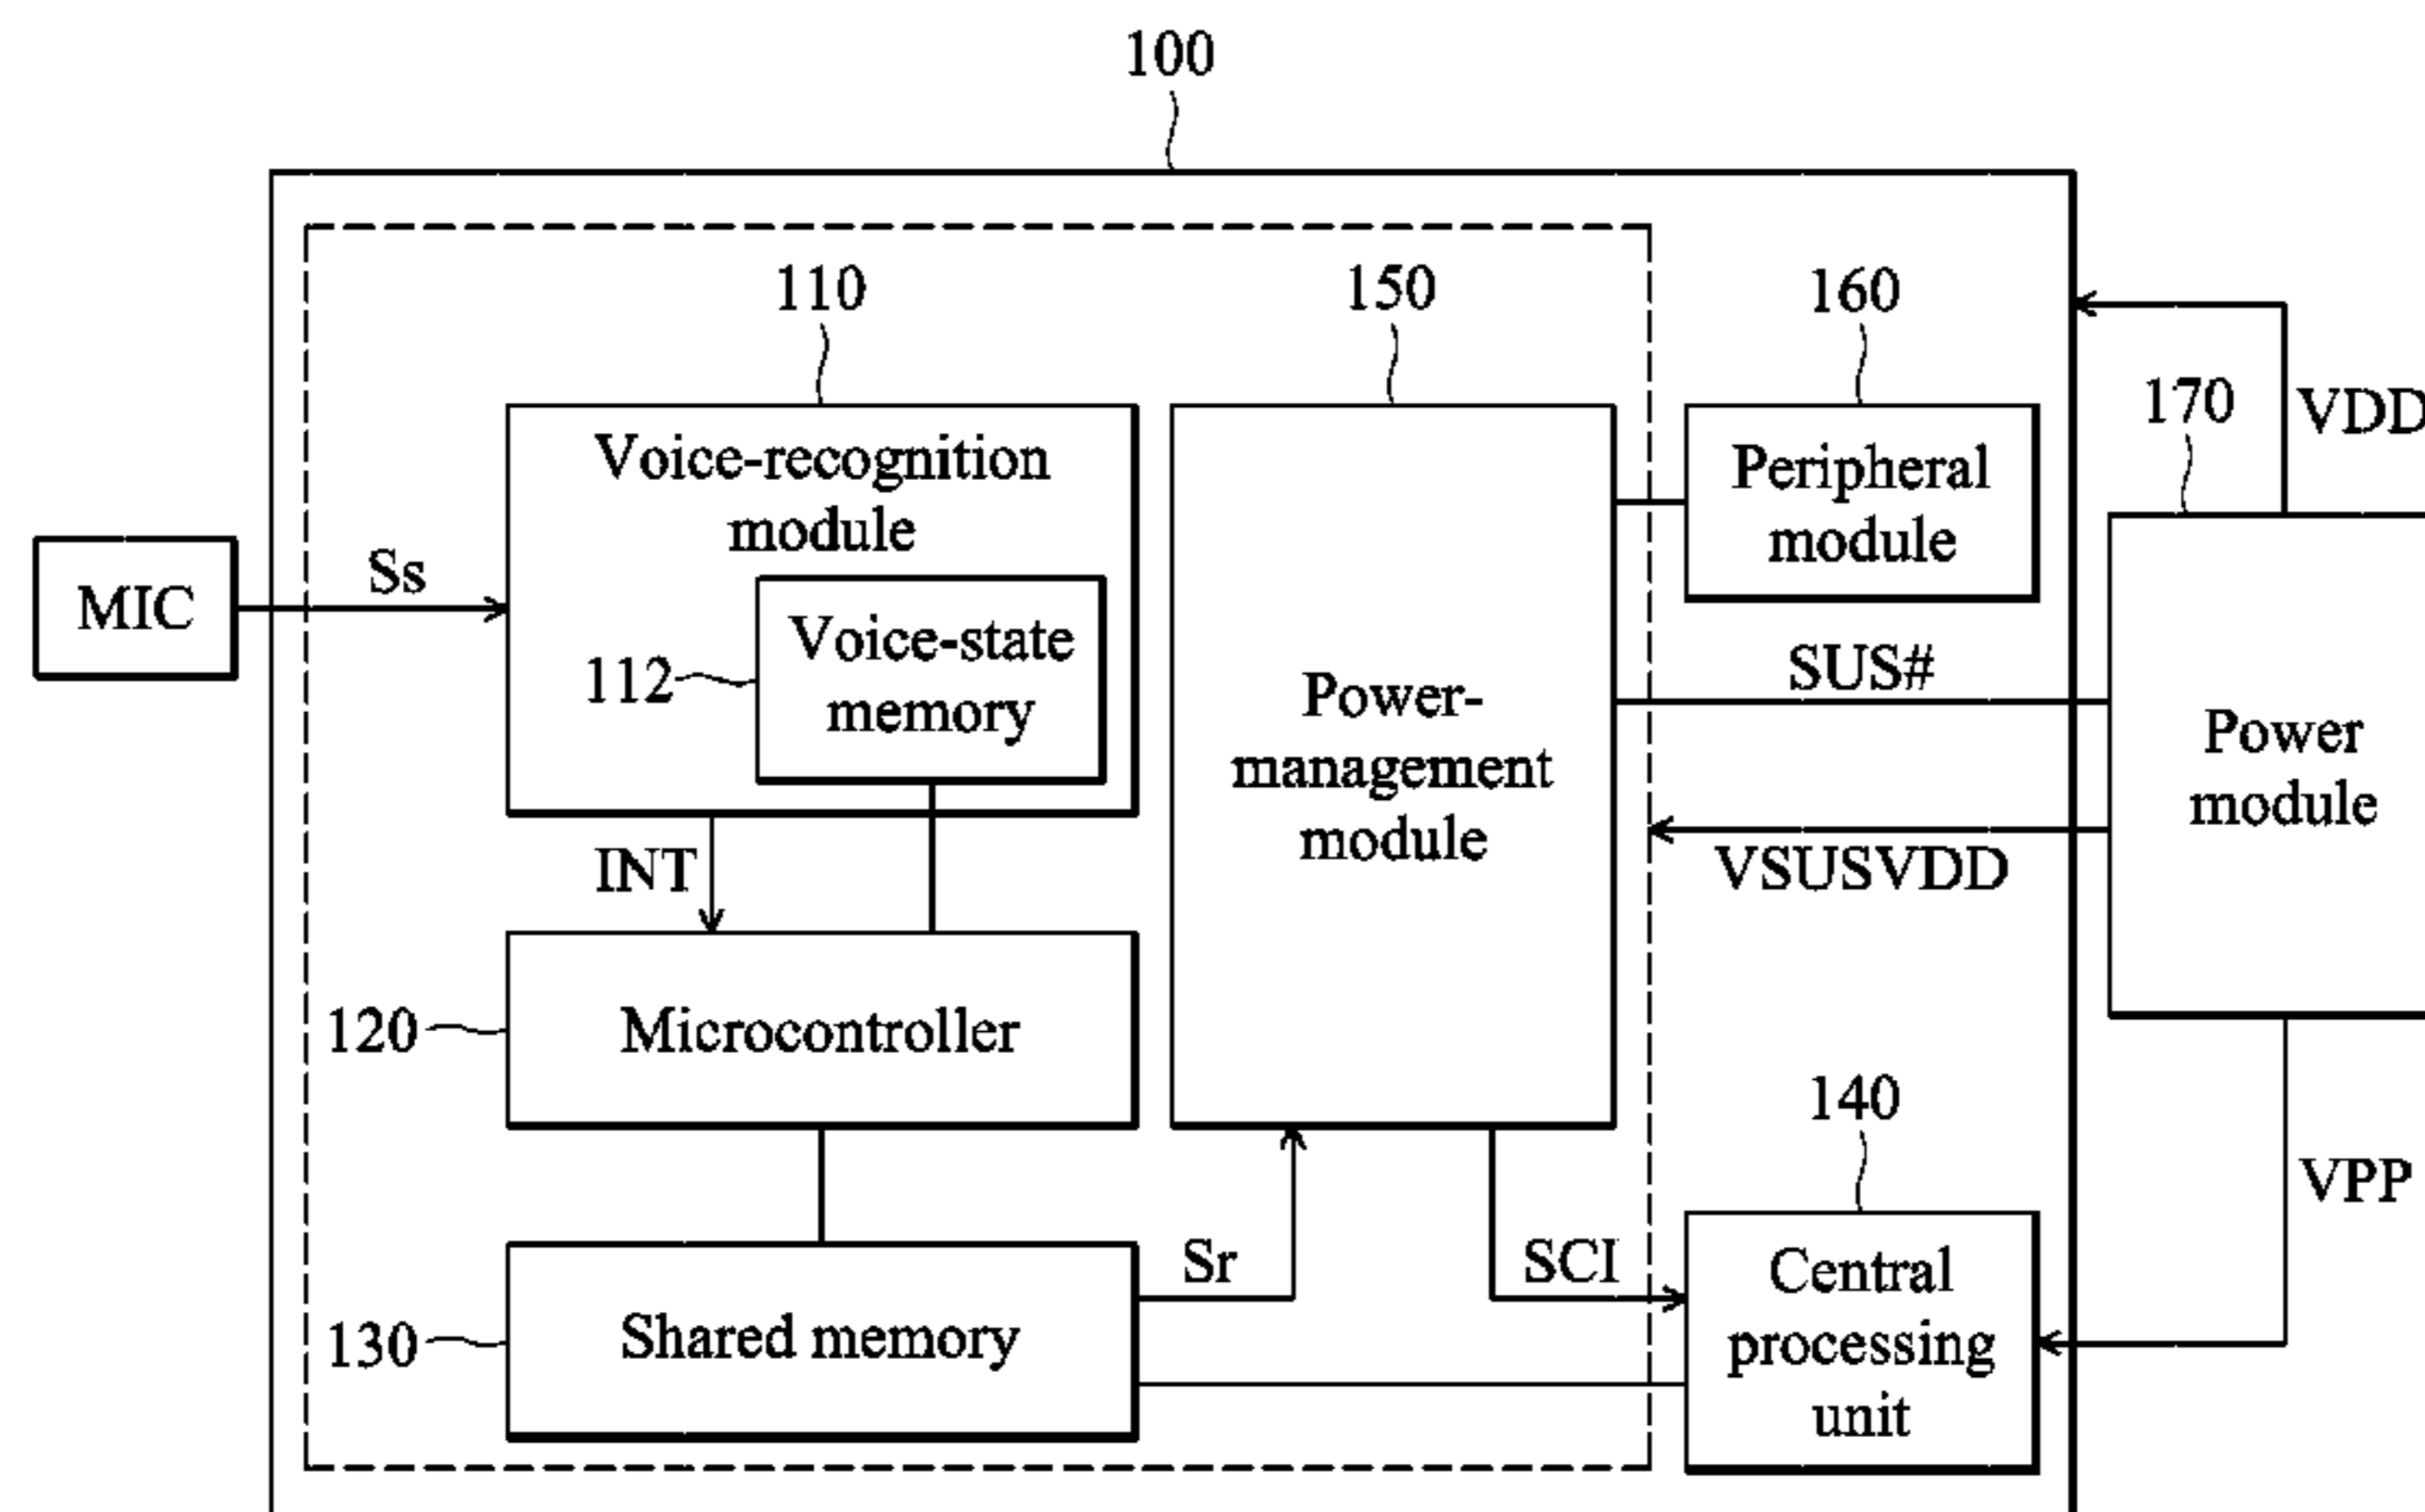 100
110
150
160
170
VDD
Voice-recognition
module
Peripheral
module
MIC
Ss
112
Voice-state
memory
SUS#
Power-
management
module
Power
module
VSUSVDD
INT
120
Microcontroller
140
VPP
130
Shared memory
Sr
SCI
Central
processing
unit